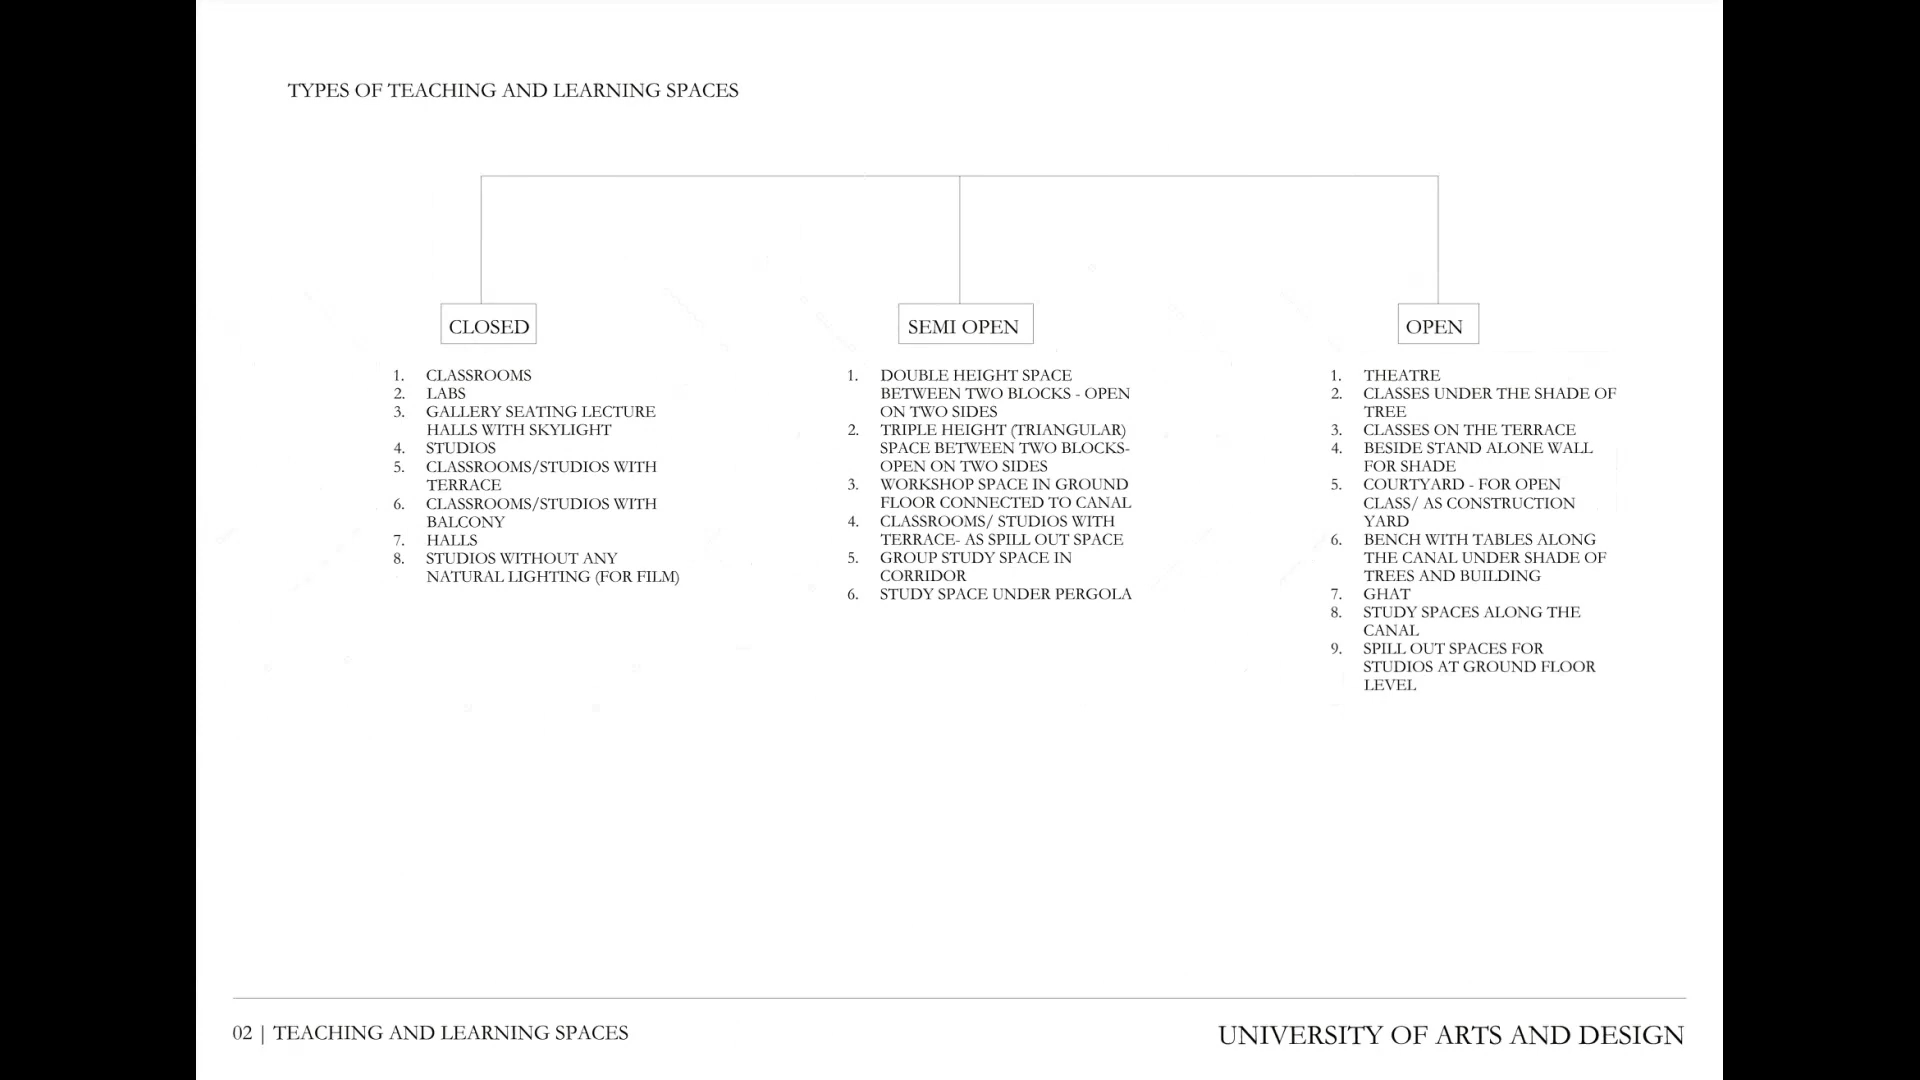 TYPES OF TEACHING AND LEARNING SPACES
CLOSED
1. CLASSROOMS
2. LABS
3. GALLERY SEATING LECTURE
HALLS WITH SKYLIGHT
4. STUDIOS
5. CLASSROOMS/STUDIOS WITH
TERRACE
6. CLASSROOMS/STUDIOS WITH
BALCONY
7. HALLS
8. STUDIOS WITHOUT ANY
NATURAL LIGHTING (FOR FILM)
SEMI OPEN
1. DOUBLE HEIGHT SPACE
BETWEEN TWO BLOCKS - OPEN
ON TWO SIDES
2. TRIPLE HEIGHT (TRIANGULAR)
SPACE BETWEEN TWO BLOCKS-
OPEN ON TWO SIDES
3. WORKSHOP SPACE IN GROUND
FLOOR CONNECTED TO CANAL
4. CLASSROOMS/ STUDIOS WITH
TERRACE- AS SPILL OUT SPACE
5. GROUP STUDY SPACE IN
CORRIDOR
6. STUDY SPACE UNDER PERGOLA
OPEN
1. THEATRE
2. CLASSES UNDER THE SHADE OF
TREE
3. CLASSES ON THE TERRACE
4. BESIDE STAND ALONE WALL
FOR SHADE
5. COURTYARD - FOR OPEN
CLASS/ AS CONSTRUCTION
YARD
6. BENCH WITH TABLES ALONG
THE CANAL UNDER SHADE OF
TREES AND BUILDING
7. GHAT
8. STUDY SPACES ALONG THE
CANAL
9. SPILL OUT SPACES FOR
STUDIOS AT GROUND FLOOR
LEVEL
02 | TEACHING AND LEARNING SPACES
UNIVERSITY OF ARTS AND DESIGN